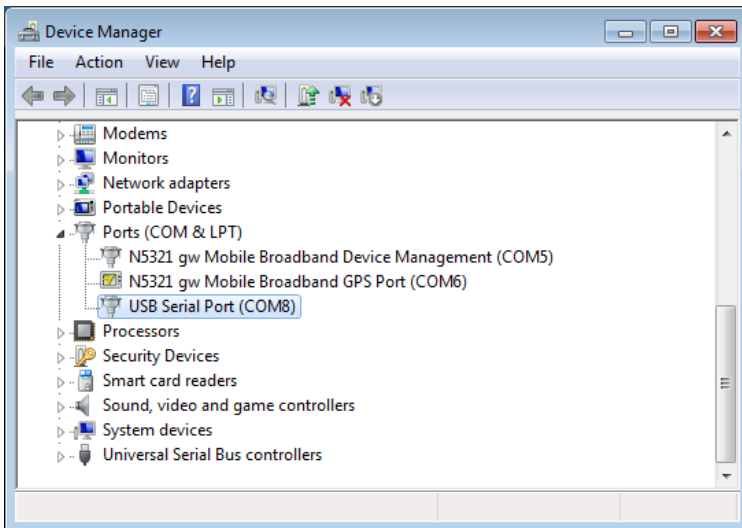 Device Manager
File Action View Help
Modems
Monitors
Network adapters
Portable Devices
Ports (COM & LPT)
N5321 gw Mobile Broadband Device Management (COM5)
N5321 gw Mobile Broadband GPS Port (COM6)
USB Serial Port (COM8)
Processors
Security Devices
Smart card readers
Sound, video and game controllers
System devices
Universal Serial Bus controllers